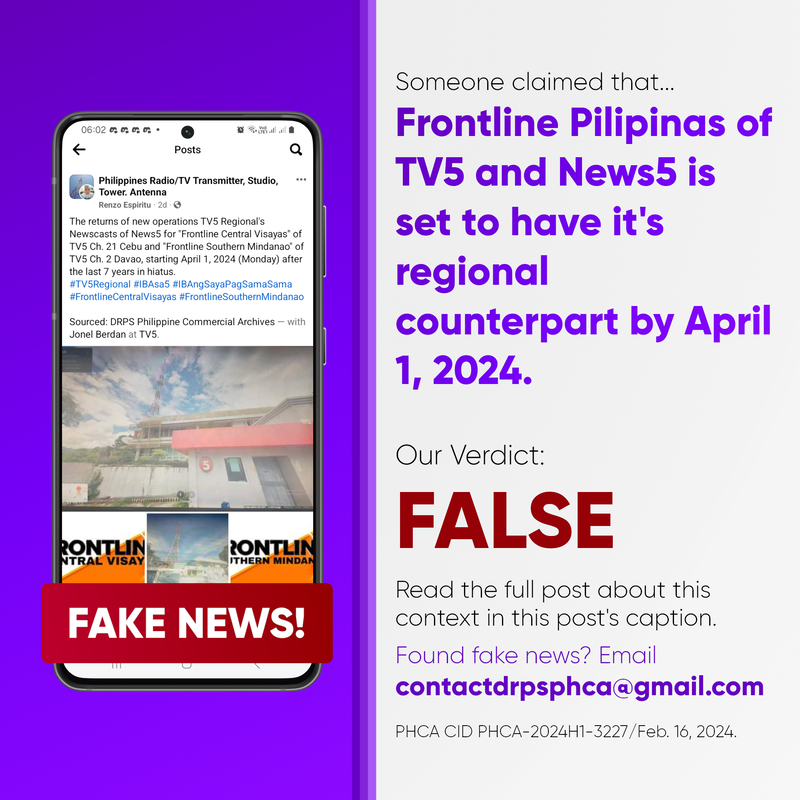 Someone claimed that...
Frontline Pilipinas of
TV5 and News5 is
set to have it's
regional
counterpart by April
1, 2024.
Our Verdict:
FALSE
Read the full post about this
context in this post's caption.
Found fake news? Email
contactdrpsphca@gmail.com
PHCA CID PHCA-2024H1-3227/Feb. 16, 2024.
06:02
Posts
Philippines Radio/TV Transmitter, Studio,
Tower. Antenna
Renzo Espiritu · 2d ·
The returns of new operations TV5 Regional's
Newscasts of News5 for "Frontline Central Visayas" of
TV5 Ch. 21 Cebu and "Frontline Southern Mindanao" of
TV5 Ch. 2 Davao, starting April 1, 2024 (Monday) after
the last 7 years in hiatus.
#TV5Regional #IBAsa5 #IBAngSayaPagSamaSama
#FrontlineCentralVisayas #FrontlineSouthernMindanao
Sourced: DRPS Philippine Commercial Archives — with
Jonel Berdan at TV5.
5
RONTLIN
NTRAL VISAY
RONTLIN
THERN MINDAN
FAKE NEWS!